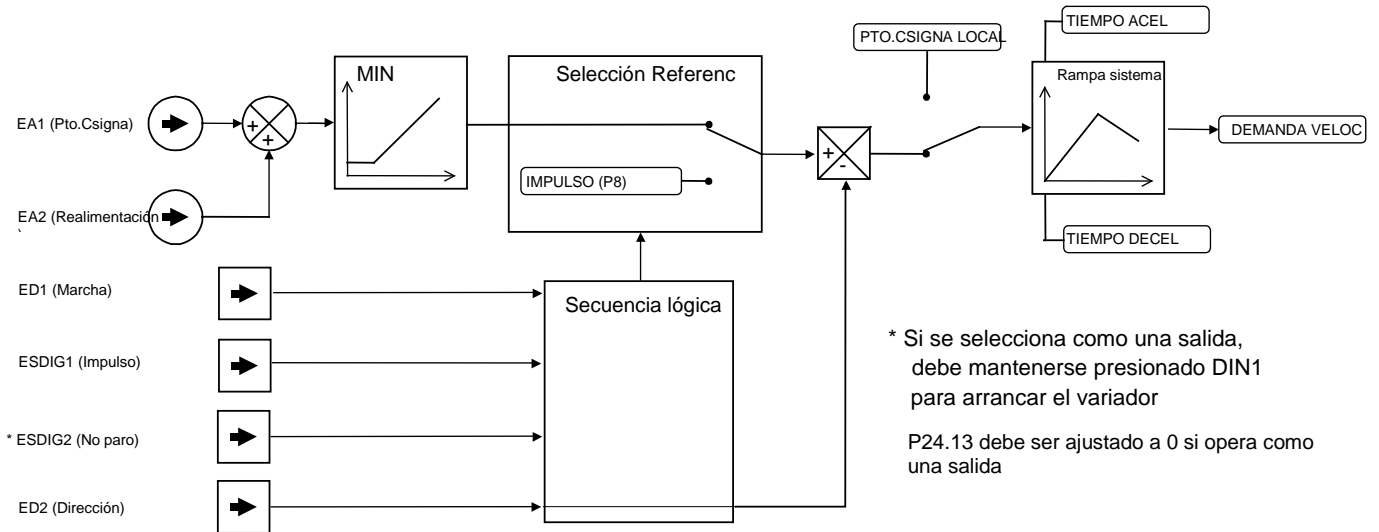 PTO.CSIGNA LOCAL
TIEMPO ACEL
EA1 (Pto.Csigna)
+
+
MIN
Selección Referenc
IMPULSO (P8)
+
-
Rampa sistema
DEMANDA VELOC
EA2 (Realimentación
TIEMPO DECEL
ED1 (Marcha)
Secuencia lógica
ESDIG1 (Impulso)
* ESDIG2 (No paro)
ED2 (Dirección)
* Si se selecciona como una salida,
debe mantenerse presionado DIN1
para arrancar el variador
P24.13 debe ser ajustado a 0 si opera como
una salida